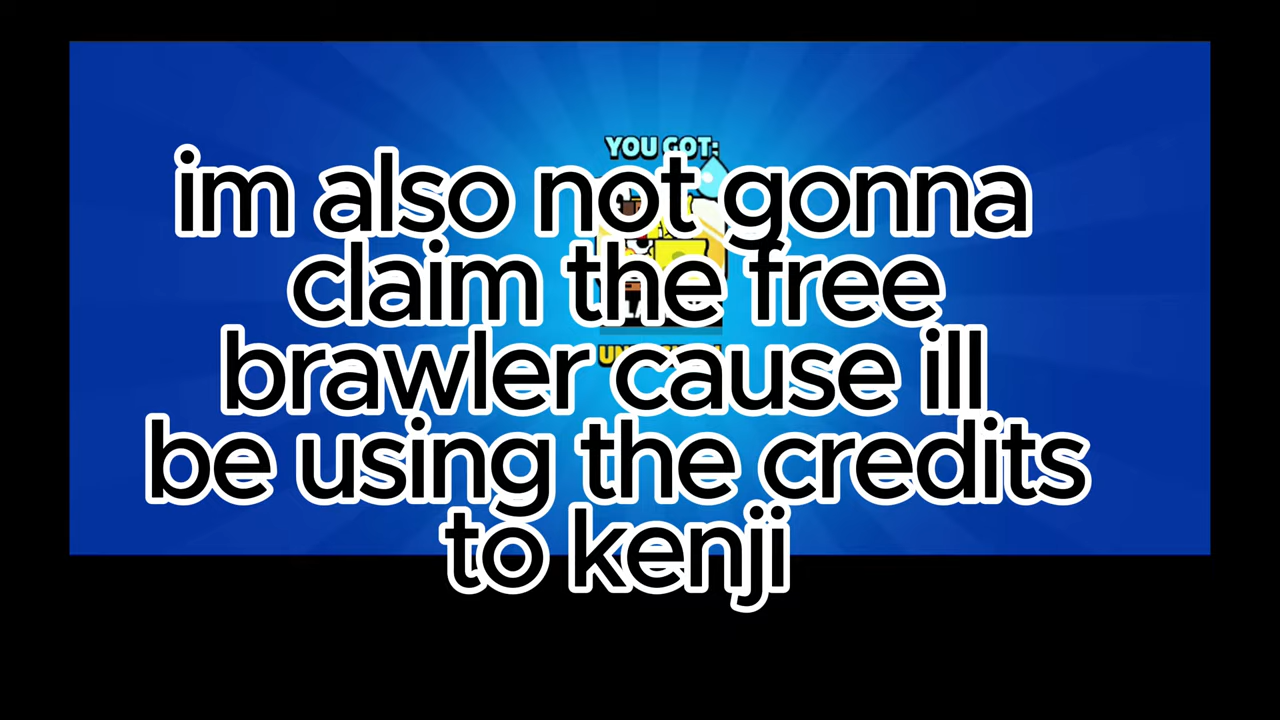 YOU GOT:
im also not gonna
claim the free
brawler cause ill
be using the credits
to kenji